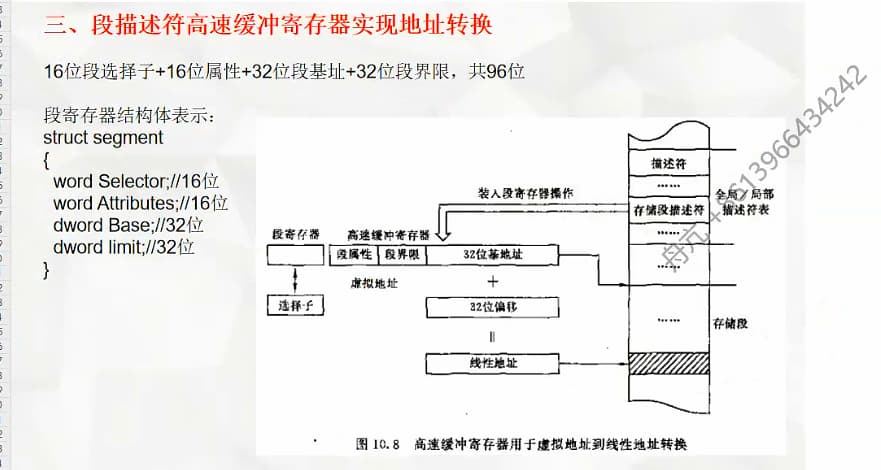 三、段描述符高速缓冲寄存器实现地址转换
16位段选择子+16位属性+32位段基址+32位段界限，共96位
段寄存器结构体表示：
struct segment
{
word Selector;//16位
word Attributes;//16位
dword Base;//32位
dword limit;//32位
}
描述符
……
装入段寄存器操作
存储段描述符
全局/局部
描述符表
……
段寄存器
高速缓冲寄存器
段属性
段界限
32位基地址
……
虚拟地址
+
选择子
32位偏移
……
存储段
=
线性地址
图 10.8 高速缓冲寄存器用于虚拟地址到线性地址转换